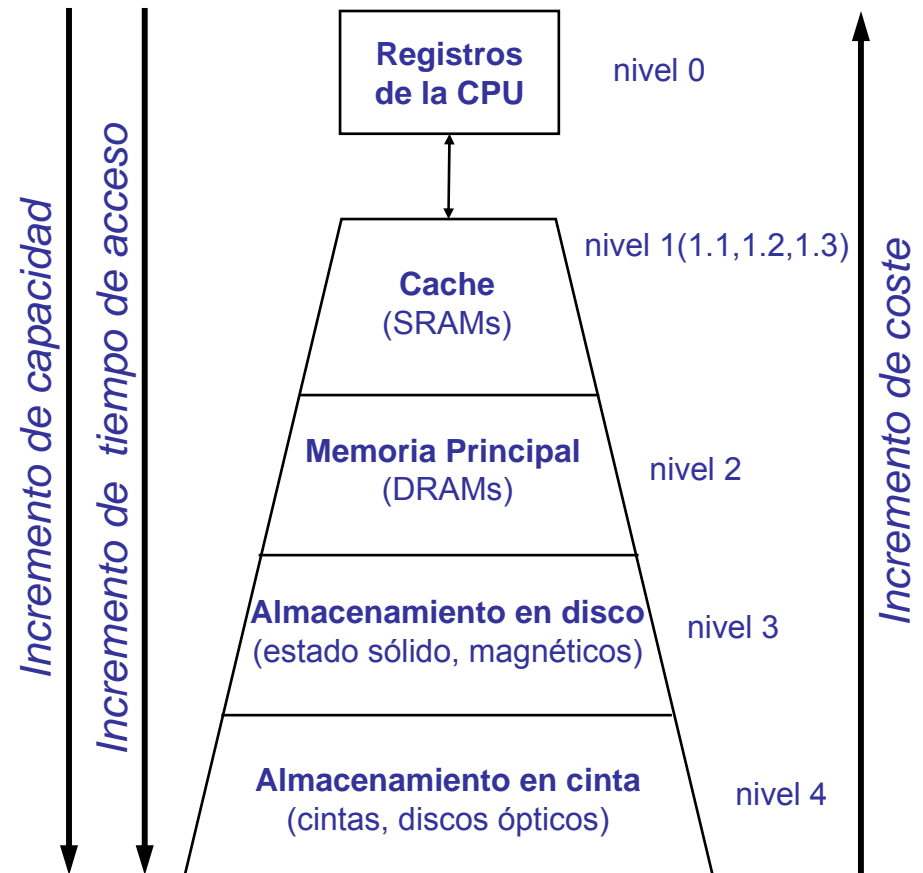 Registros
de la CPU
nivel 0
nivel 1(1.1,1.2,1.3)
Cache
(SRAMs)
Memoria Principal
(DRAMs)
nivel 2
Almacenamiento en disco
(estado sólido, magnéticos)
nivel 3
Almacenamiento en cinta
(cintas, discos ópticos)
nivel 4
Incremento de capacidad
Incremento de tiempo de acceso
Incremento de coste